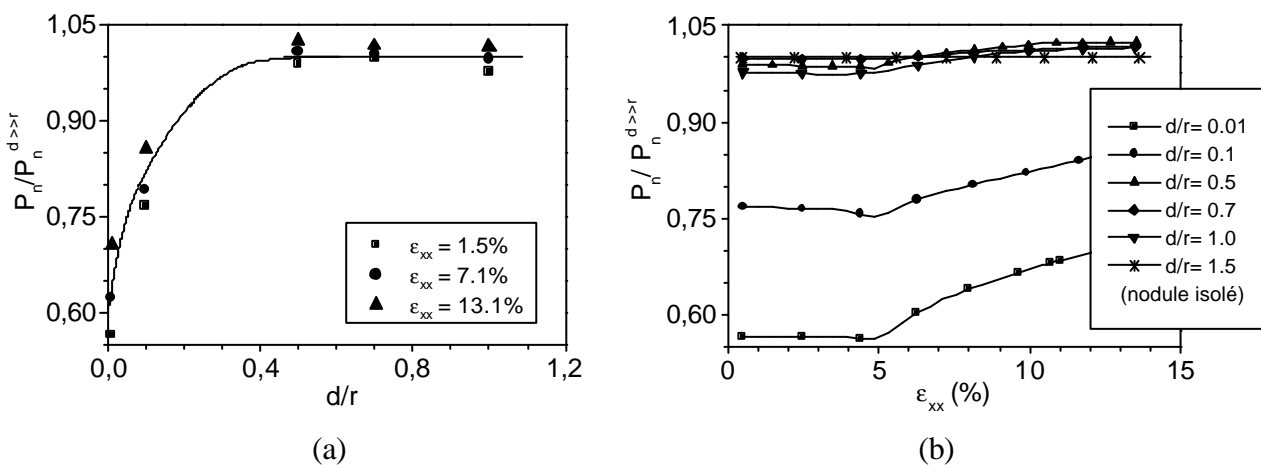 1,05
0,90
0,75
0,60
P_n/P_n^{d>>r}
ε_xx = 1.5%
ε_xx = 7.1%
ε_xx = 13.1%
0,0
0,4
0,8
1,2
d/r
(a)
1,05
0,90
0,75
0,60
P_n/ P_n^{d>>r}
d/r= 0.01
d/r= 0.1
d/r= 0.5
d/r= 0.7
d/r= 1.0
d/r= 1.5
(nodule isolé)
0
5
10
15
ε_xx (%)
(b)